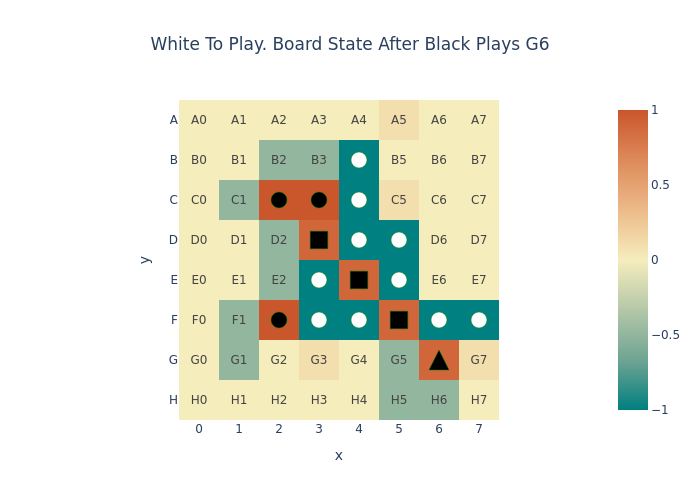 White To Play. Board State After Black Plays G6
A A0 A1 A2 A3 A4 A5 A6 A7
B B0 B1 B2 B3 B5 B6 B7
C C0 C1 C5 C6 C7
D D0 D1 D2 D6 D7
E E0 E1 E2 E6 E7
F F0 F1
G G0 G1 G2 G3 G4 G5 G7
H H0 H1 H2 H3 H4 H5 H6 H7
0 1 2 3 4 5 6 7
x
y
1
0.5
0
−0.5
−1